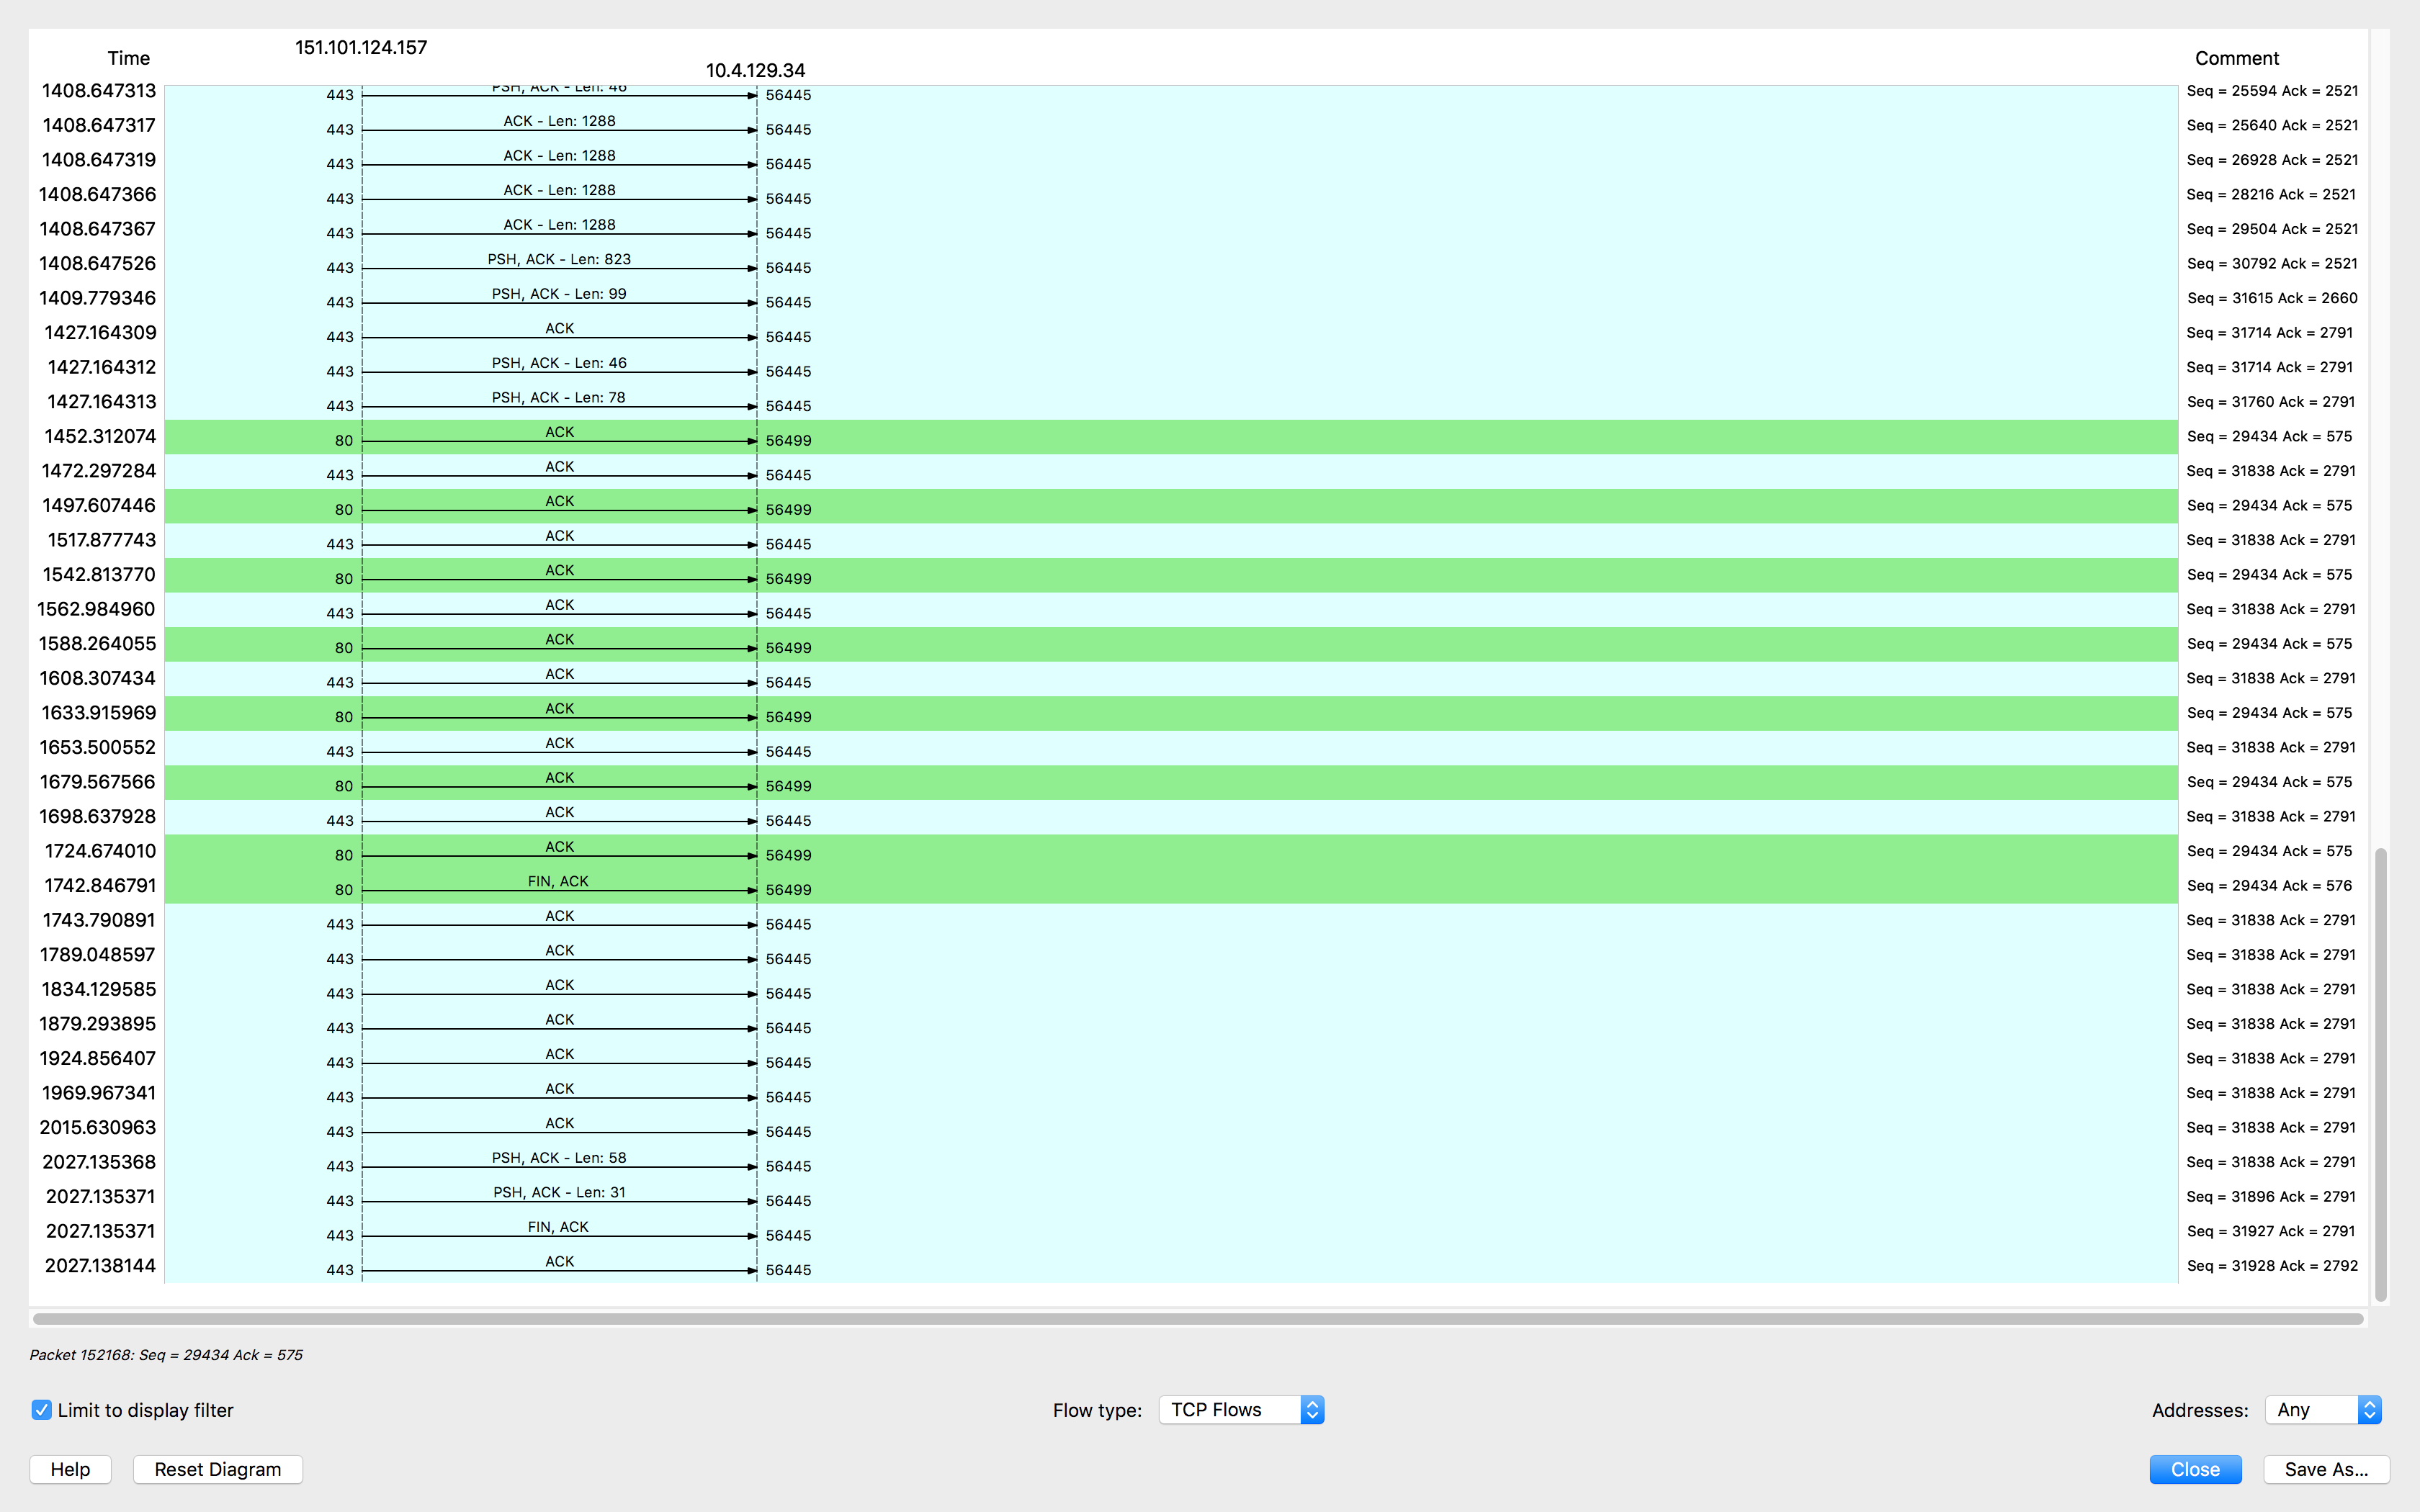 151.101.124.157
Time 10.4.129.34 Comment
1408.647313 443 PSH, ACK - Len: 46 56445 Seq = 25594 Ack = 2521
1408.647317 443 ACK - Len: 1288 56445 Seq = 25640 Ack = 2521
1408.647319 443 ACK - Len: 1288 56445 Seq = 26928 Ack = 2521
1408.647366 443 ACK - Len: 1288 56445 Seq = 28216 Ack = 2521
1408.647367 443 ACK - Len: 1288 56445 Seq = 29504 Ack = 2521
1408.647526 443 PSH, ACK - Len: 823 56445 Seq = 30792 Ack = 2521
1409.779346 443 PSH, ACK - Len: 99 56445 Seq = 31615 Ack = 2660
1427.164309 443 ACK 56445 Seq = 31714 Ack = 2791
1427.164312 443 PSH, ACK - Len: 46 56445 Seq = 31714 Ack = 2791
1427.164313 443 PSH, ACK - Len: 78 56445 Seq = 31760 Ack = 2791
1452.312074 80 ACK 56499 Seq = 29434 Ack = 575
1472.297284 443 ACK 56445 Seq = 31838 Ack = 2791
1497.607446 80 ACK 56499 Seq = 29434 Ack = 575
1517.877743 443 ACK 56445 Seq = 31838 Ack = 2791
1542.813770 80 ACK 56499 Seq = 29434 Ack = 575
1562.984960 443 ACK 56445 Seq = 31838 Ack = 2791
1588.264055 80 ACK 56499 Seq = 29434 Ack = 575
1608.307434 443 ACK 56445 Seq = 31838 Ack = 2791
1633.915969 80 ACK 56499 Seq = 29434 Ack = 575
1653.500552 443 ACK 56445 Seq = 31838 Ack = 2791
1679.567566 80 ACK 56499 Seq = 29434 Ack = 575
1698.637928 443 ACK 56445 Seq = 31838 Ack = 2791
1724.674010 80 ACK 56499 Seq = 29434 Ack = 575
1742.846791 80 FIN, ACK 56499 Seq = 29434 Ack = 576
1743.790891 443 ACK 56445 Seq = 31838 Ack = 2791
1789.048597 443 ACK 56445 Seq = 31838 Ack = 2791
1834.129585 443 ACK 56445 Seq = 31838 Ack = 2791
1879.293895 443 ACK 56445 Seq = 31838 Ack = 2791
1924.856407 443 ACK 56445 Seq = 31838 Ack = 2791
1969.967341 443 ACK 56445 Seq = 31838 Ack = 2791
2015.630963 443 ACK 56445 Seq = 31838 Ack = 2791
2027.135368 443 PSH, ACK - Len: 58 56445 Seq = 31838 Ack = 2791
2027.135371 443 PSH, ACK - Len: 31 56445 Seq = 31896 Ack = 2791
2027.135371 443 FIN, ACK 56445 Seq = 31927 Ack = 2791
2027.138144 443 ACK 56445 Seq = 31928 Ack = 2792
Packet 152168: Seq = 29434 Ack = 575
Limit to display filter Flow type: TCP Flows Addresses: Any
Help Reset Diagram Close Save As...